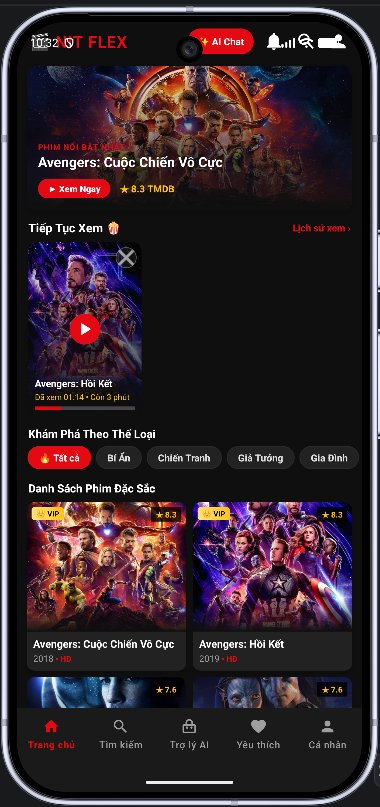 10:32
NIT FLEX
✨ AI Chat
PHIM NỔI BẬT NHẤT
Avengers: Cuộc Chiến Vô Cực
► Xem Ngay
★ 8.3 TMDB
Tiếp Tục Xem 🍿
Lịch sử xem ›
Avengers: Hồi Kết
Đã xem 01:14 • Còn 3 phút
Khám Phá Theo Thể Loại
🔥 Tất cả
Bí Ẩn
Chiến Tranh
Giả Tưởng
Gia Đình
Danh Sách Phim Đặc Sắc
👑 VIP
★ 8.3
👑 VIP
★ 8.3
Avengers: Cuộc Chiến Vô Cực
2018 • HD
Avengers: Hồi Kết
2019 • HD
★ 7.6
★ 7.6
Trang chủ
Tìm kiếm
Trợ lý AI
Yêu thích
Cá nhân